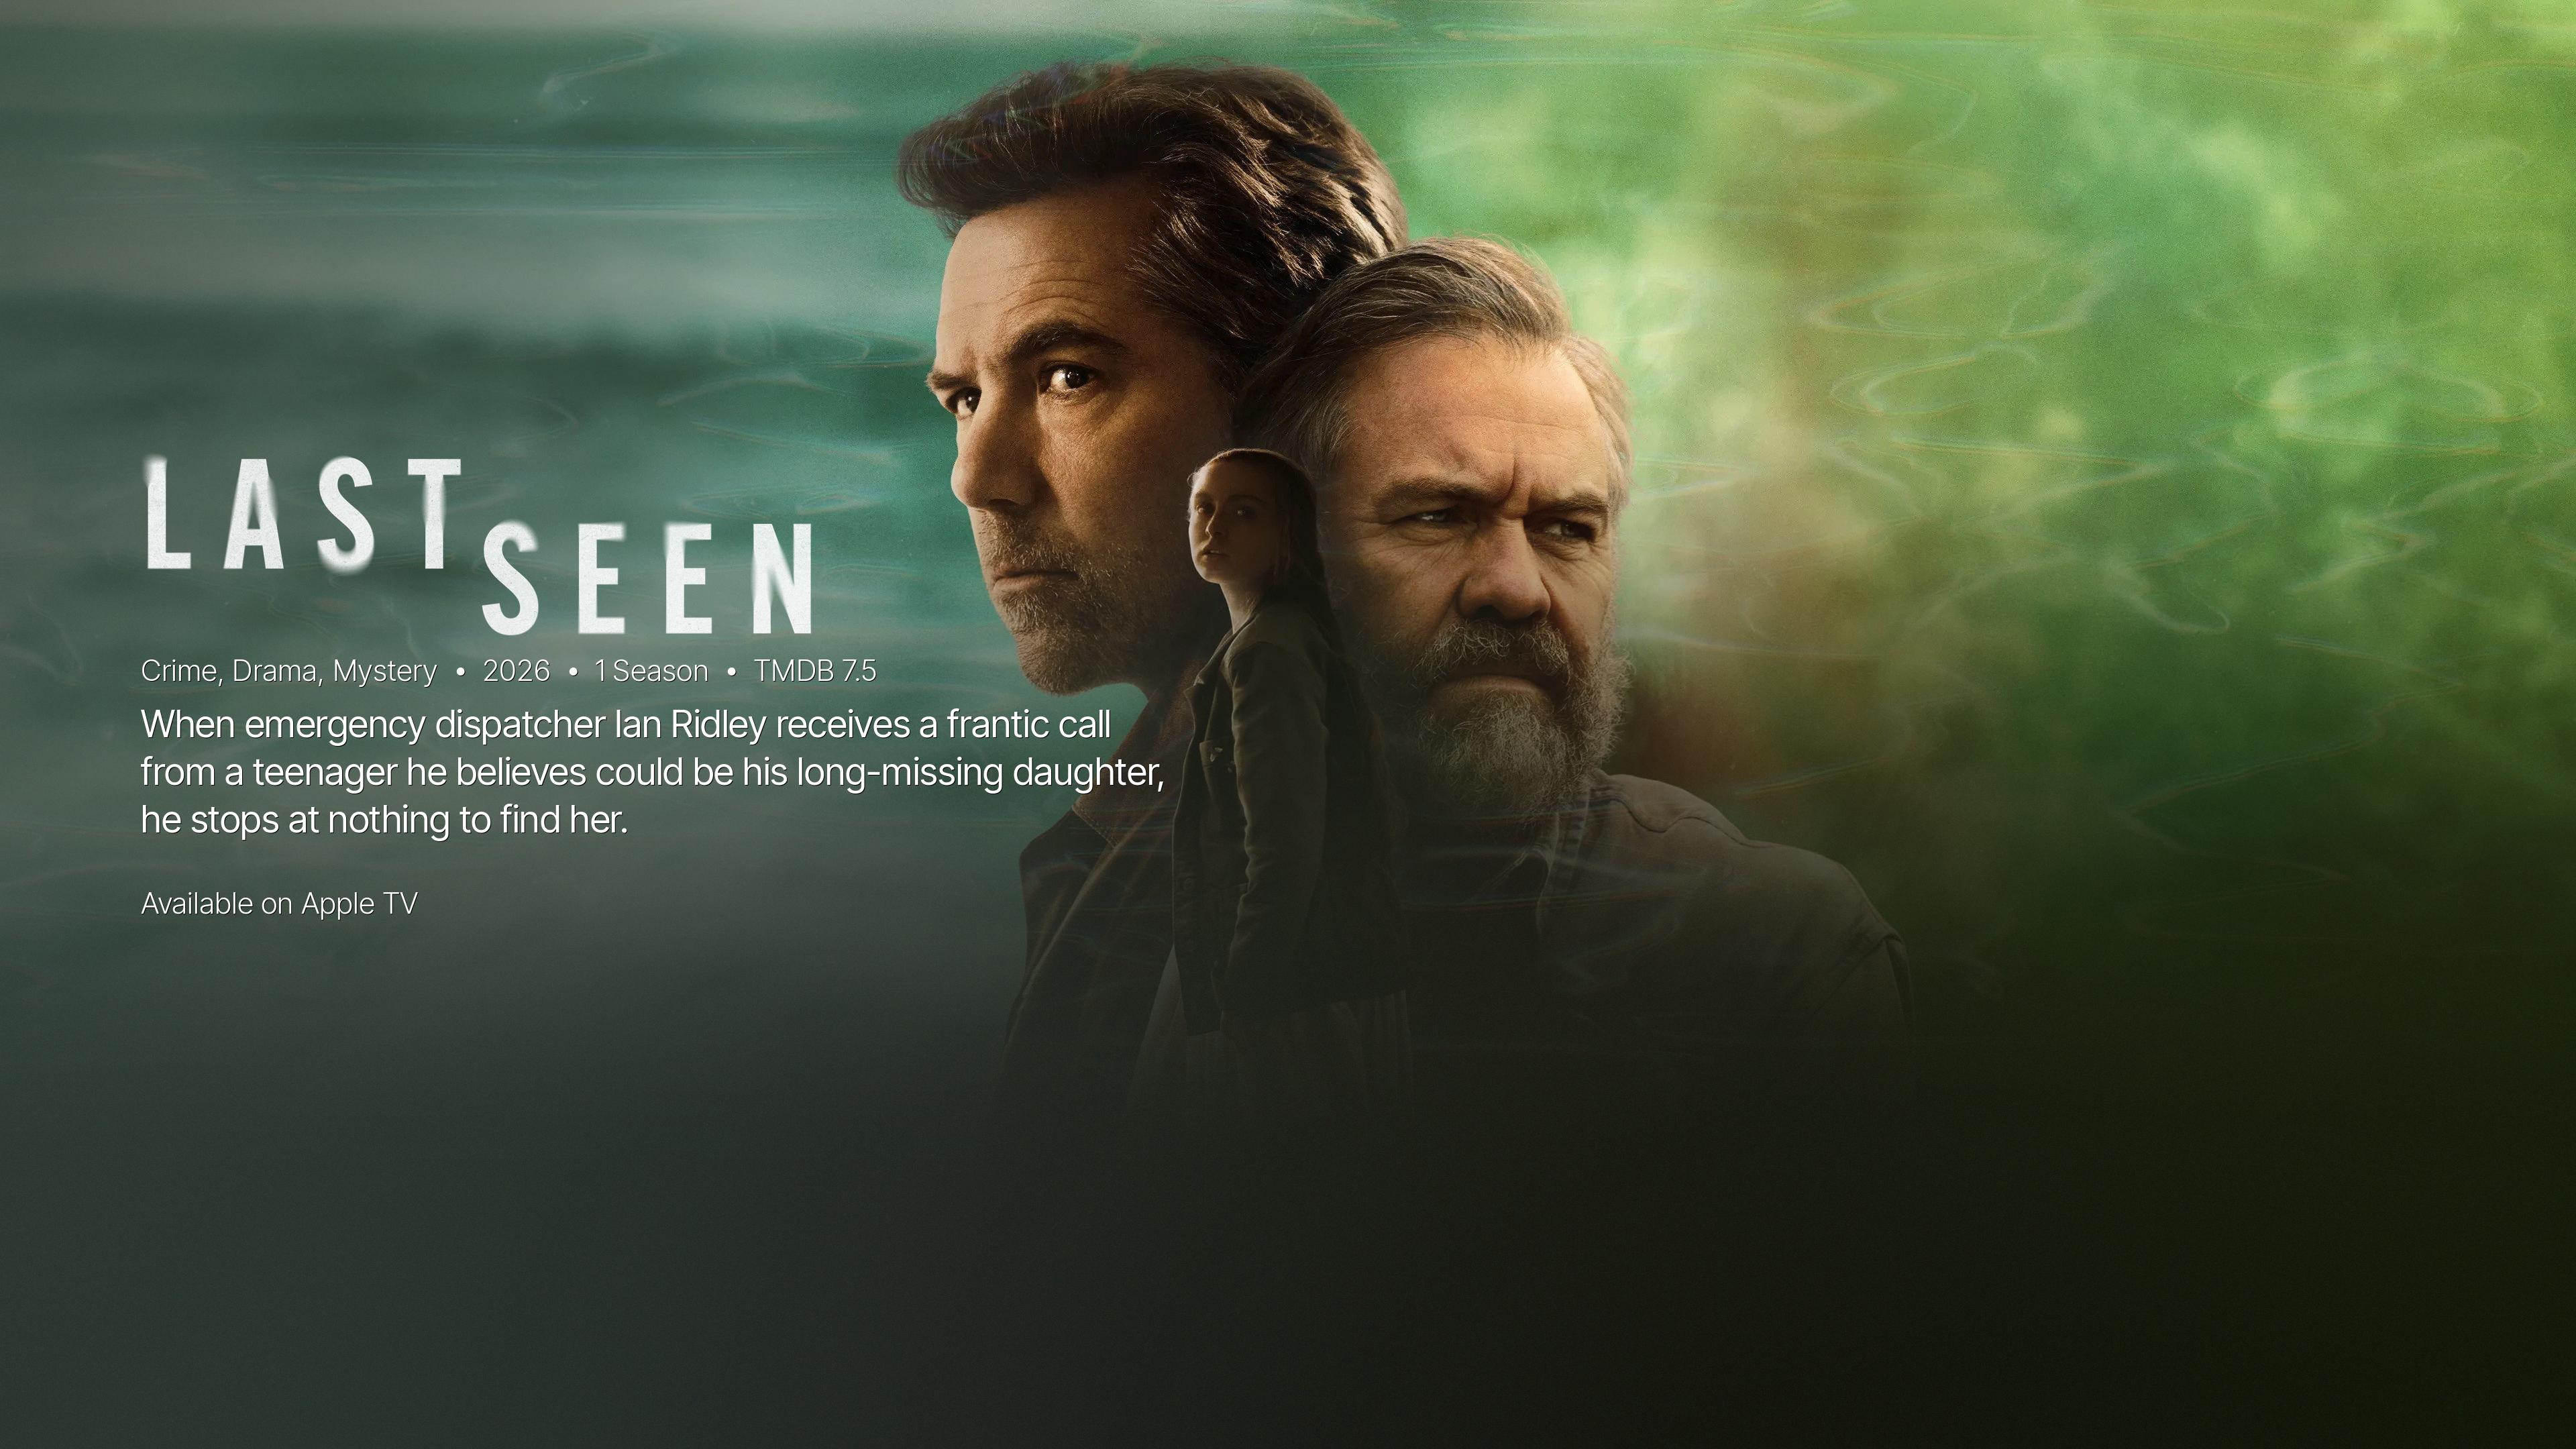 LAST SEEN
Crime, Drama, Mystery • 2026 • 1 Season • TMDB 7.5
When emergency dispatcher Ian Ridley receives a frantic call
from a teenager he believes could be his long-missing daughter,
he stops at nothing to find her.
Available on Apple TV